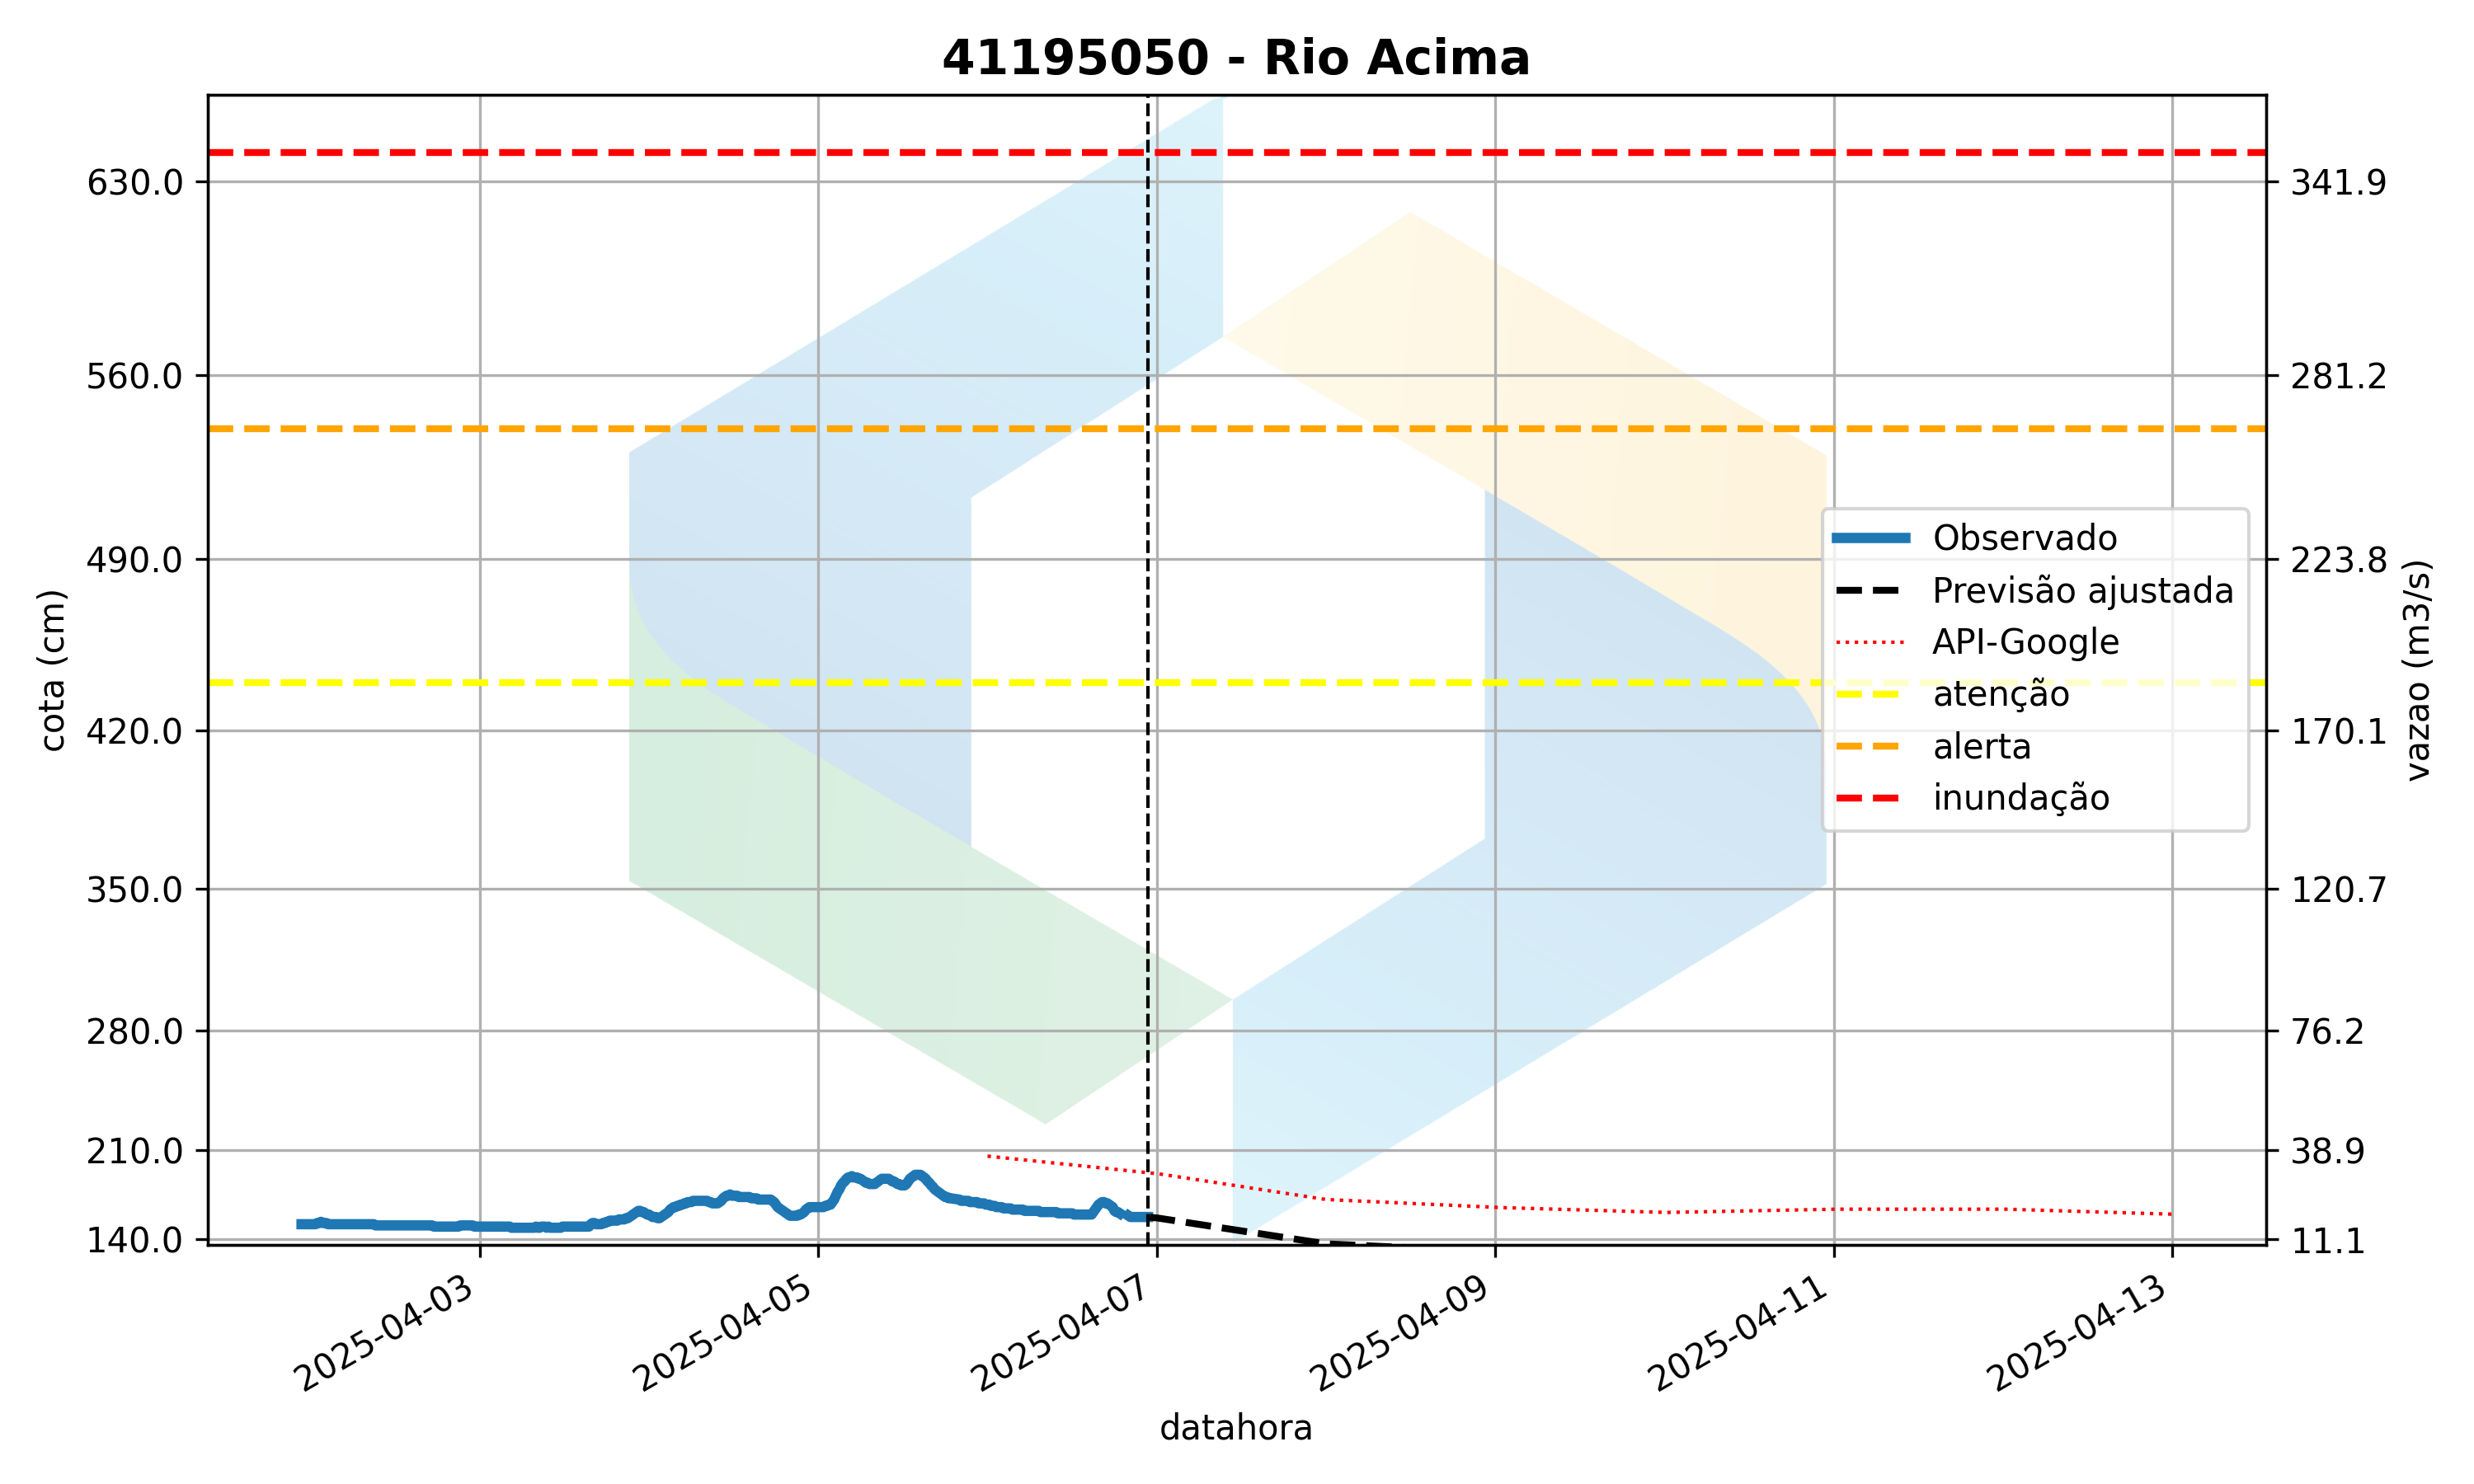 41195050 - Rio Acima
630.0
560.0
490.0
420.0
350.0
280.0
210.0
140.0
cota (cm)
341.9
281.2
223.8
170.1
120.7
76.2
38.9
11.1
vazao (m3/s)
Observado
Previsão ajustada
API-Google
atenção
alerta
inundação
2025-04-03
2025-04-05
2025-04-07
2025-04-09
2025-04-11
2025-04-13
datahora